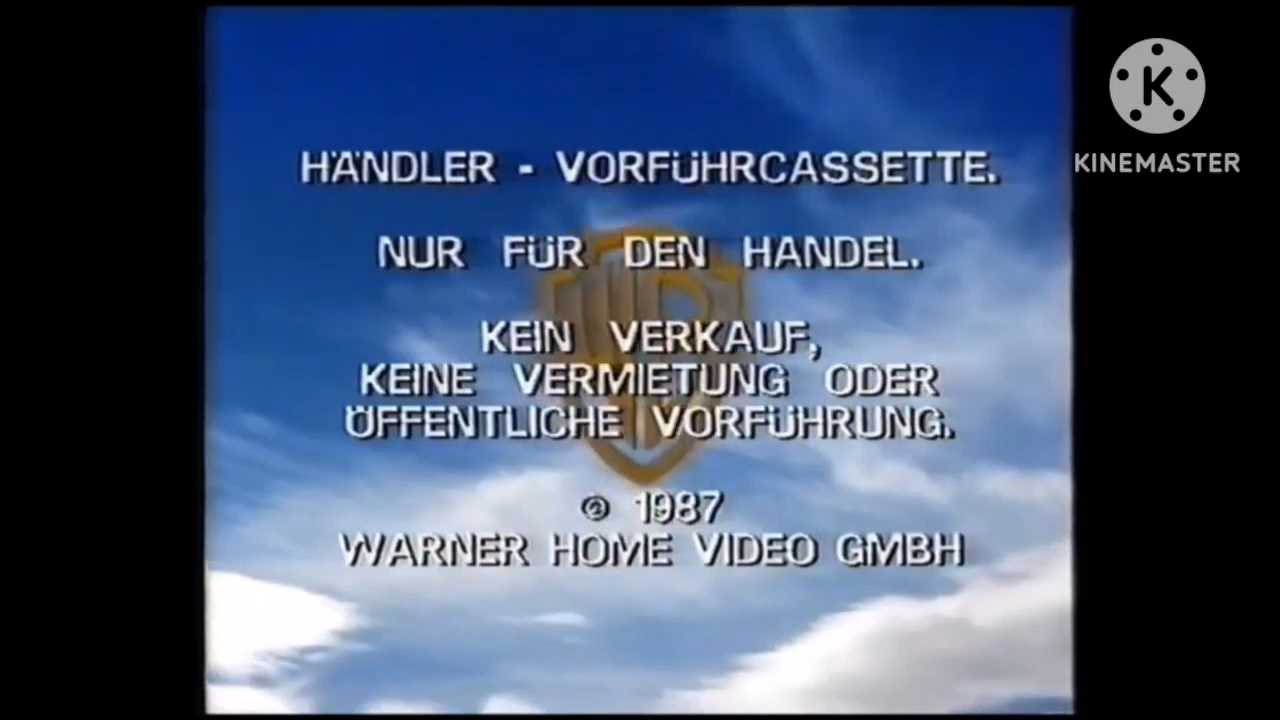 HÄNDLER - VORFÜHRCASSETTE.
NUR FÜR DEN HANDEL.
KEIN VERKAUF,
KEINE VERMIETUNG ODER
ÖFFENTLICHE VORFÜHRUNG.
© 1987
WARNER HOME VIDEO GMBH
K
KINEMASTER